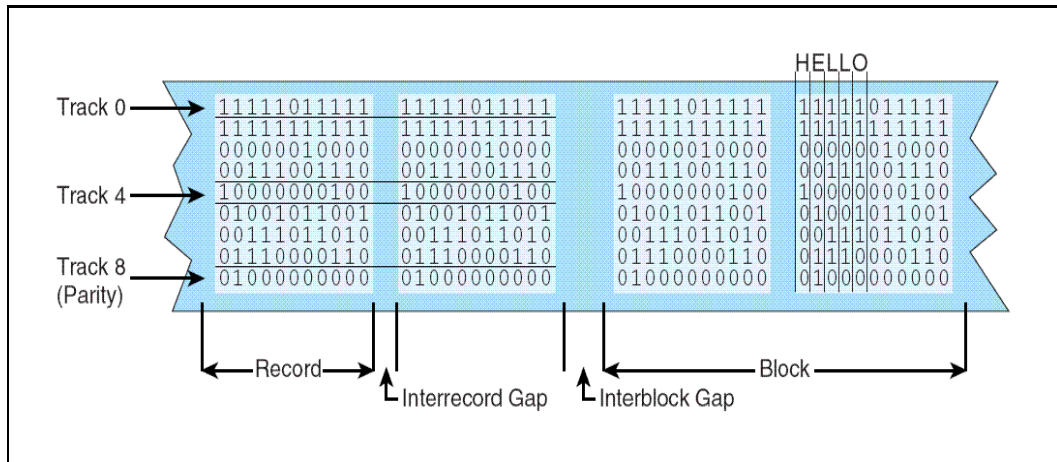 HELLO
Track 0 11111011111 11111011111 11111011111 11111011111
11111111111 11111111111 11111111111 11111111111
00000010000 00000010000 00000010000 00000010000
00111001110 00111001110 00111001110 00111001110
Track 4 10000000100 10000000100 10000000100 10000000100
01001011001 01001011001 01001011001 01001011001
00111011010 00111011010 00111011010 00111011010
01110000110 01110000110 01110000110 01110000110
Track 8 01000000000 01000000000 01000000000 01000000000
(Parity)
Record Block
Interrecord Gap Interblock Gap